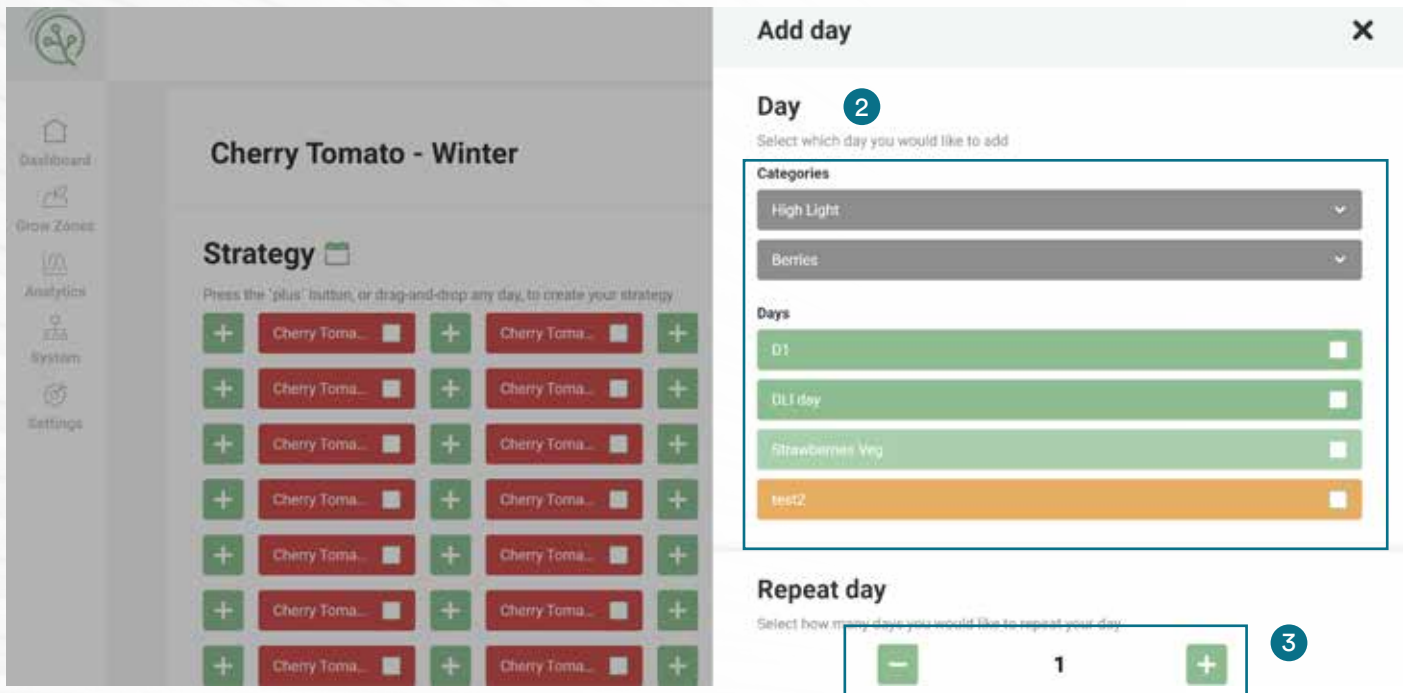 Add day
Day 2
Select which day you would like to add
Categories
High Light
Berries
Days
D1
DLI day
Strawberries Veg
test2
Repeat day
Select how many days you would like to repeat your day
1
3
Dashboard
Grow Zones
Analytics
System
Settings
Cherry Tomato - Winter
Strategy
Press the 'plus' button, or drag-and-drop any day, to create your strategy
Cherry Toma... Cherry Toma...
Cherry Toma... Cherry Toma...
Cherry Toma... Cherry Toma...
Cherry Toma... Cherry Toma...
Cherry Toma... Cherry Toma...
Cherry Toma... Cherry Toma...
Cherry Toma... Cherry Toma...